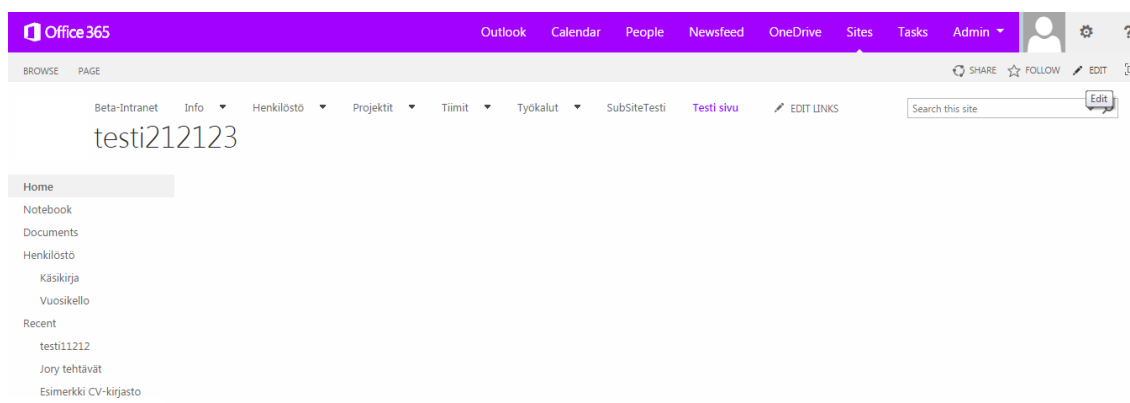 Office 365 Outlook Calendar People Newsfeed OneDrive Sites Tasks Admin ?
BROWSE PAGE SHARE FOLLOW EDIT
Beta-Intranet Info Henkilöstö Projektit Tiimit Työkalut SubSiteTesti Testi sivu EDIT LINKS Search this site Edit
testi212123
Home
Notebook
Documents
Henkilöstö
Käsikirja
Vuosikello
Recent
testi11212
Jory tehtävät
Esimerkki CV-kirjasto